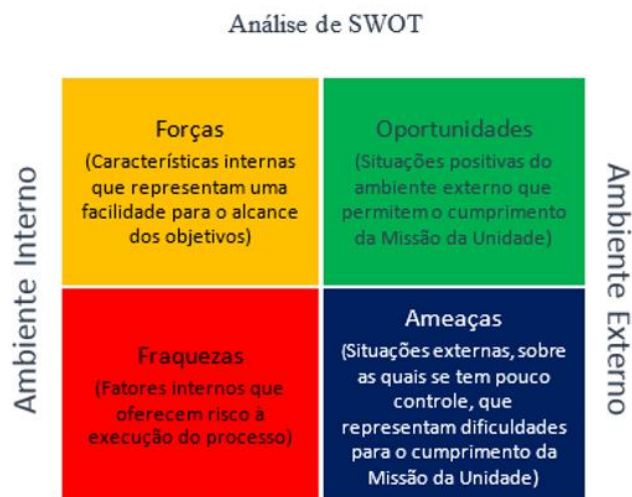 Análise de SWOT
Ambiente Interno
Forças
(Características internas
que representam uma
facilidade para o alcance
dos objetivos)
Oportunidades
(Situações positivas do
ambiente externo que
permitem o cumprimento
da Missão da Unidade)
Fraquezas
(Fatores internos que
oferecem risco à
execução do processo)
Ameaças
(Situações externas, sobre
as quais se tem pouco
controle, que
representam dificuldades
para o cumprimento da
Missão da Unidade)
Ambiente Externo